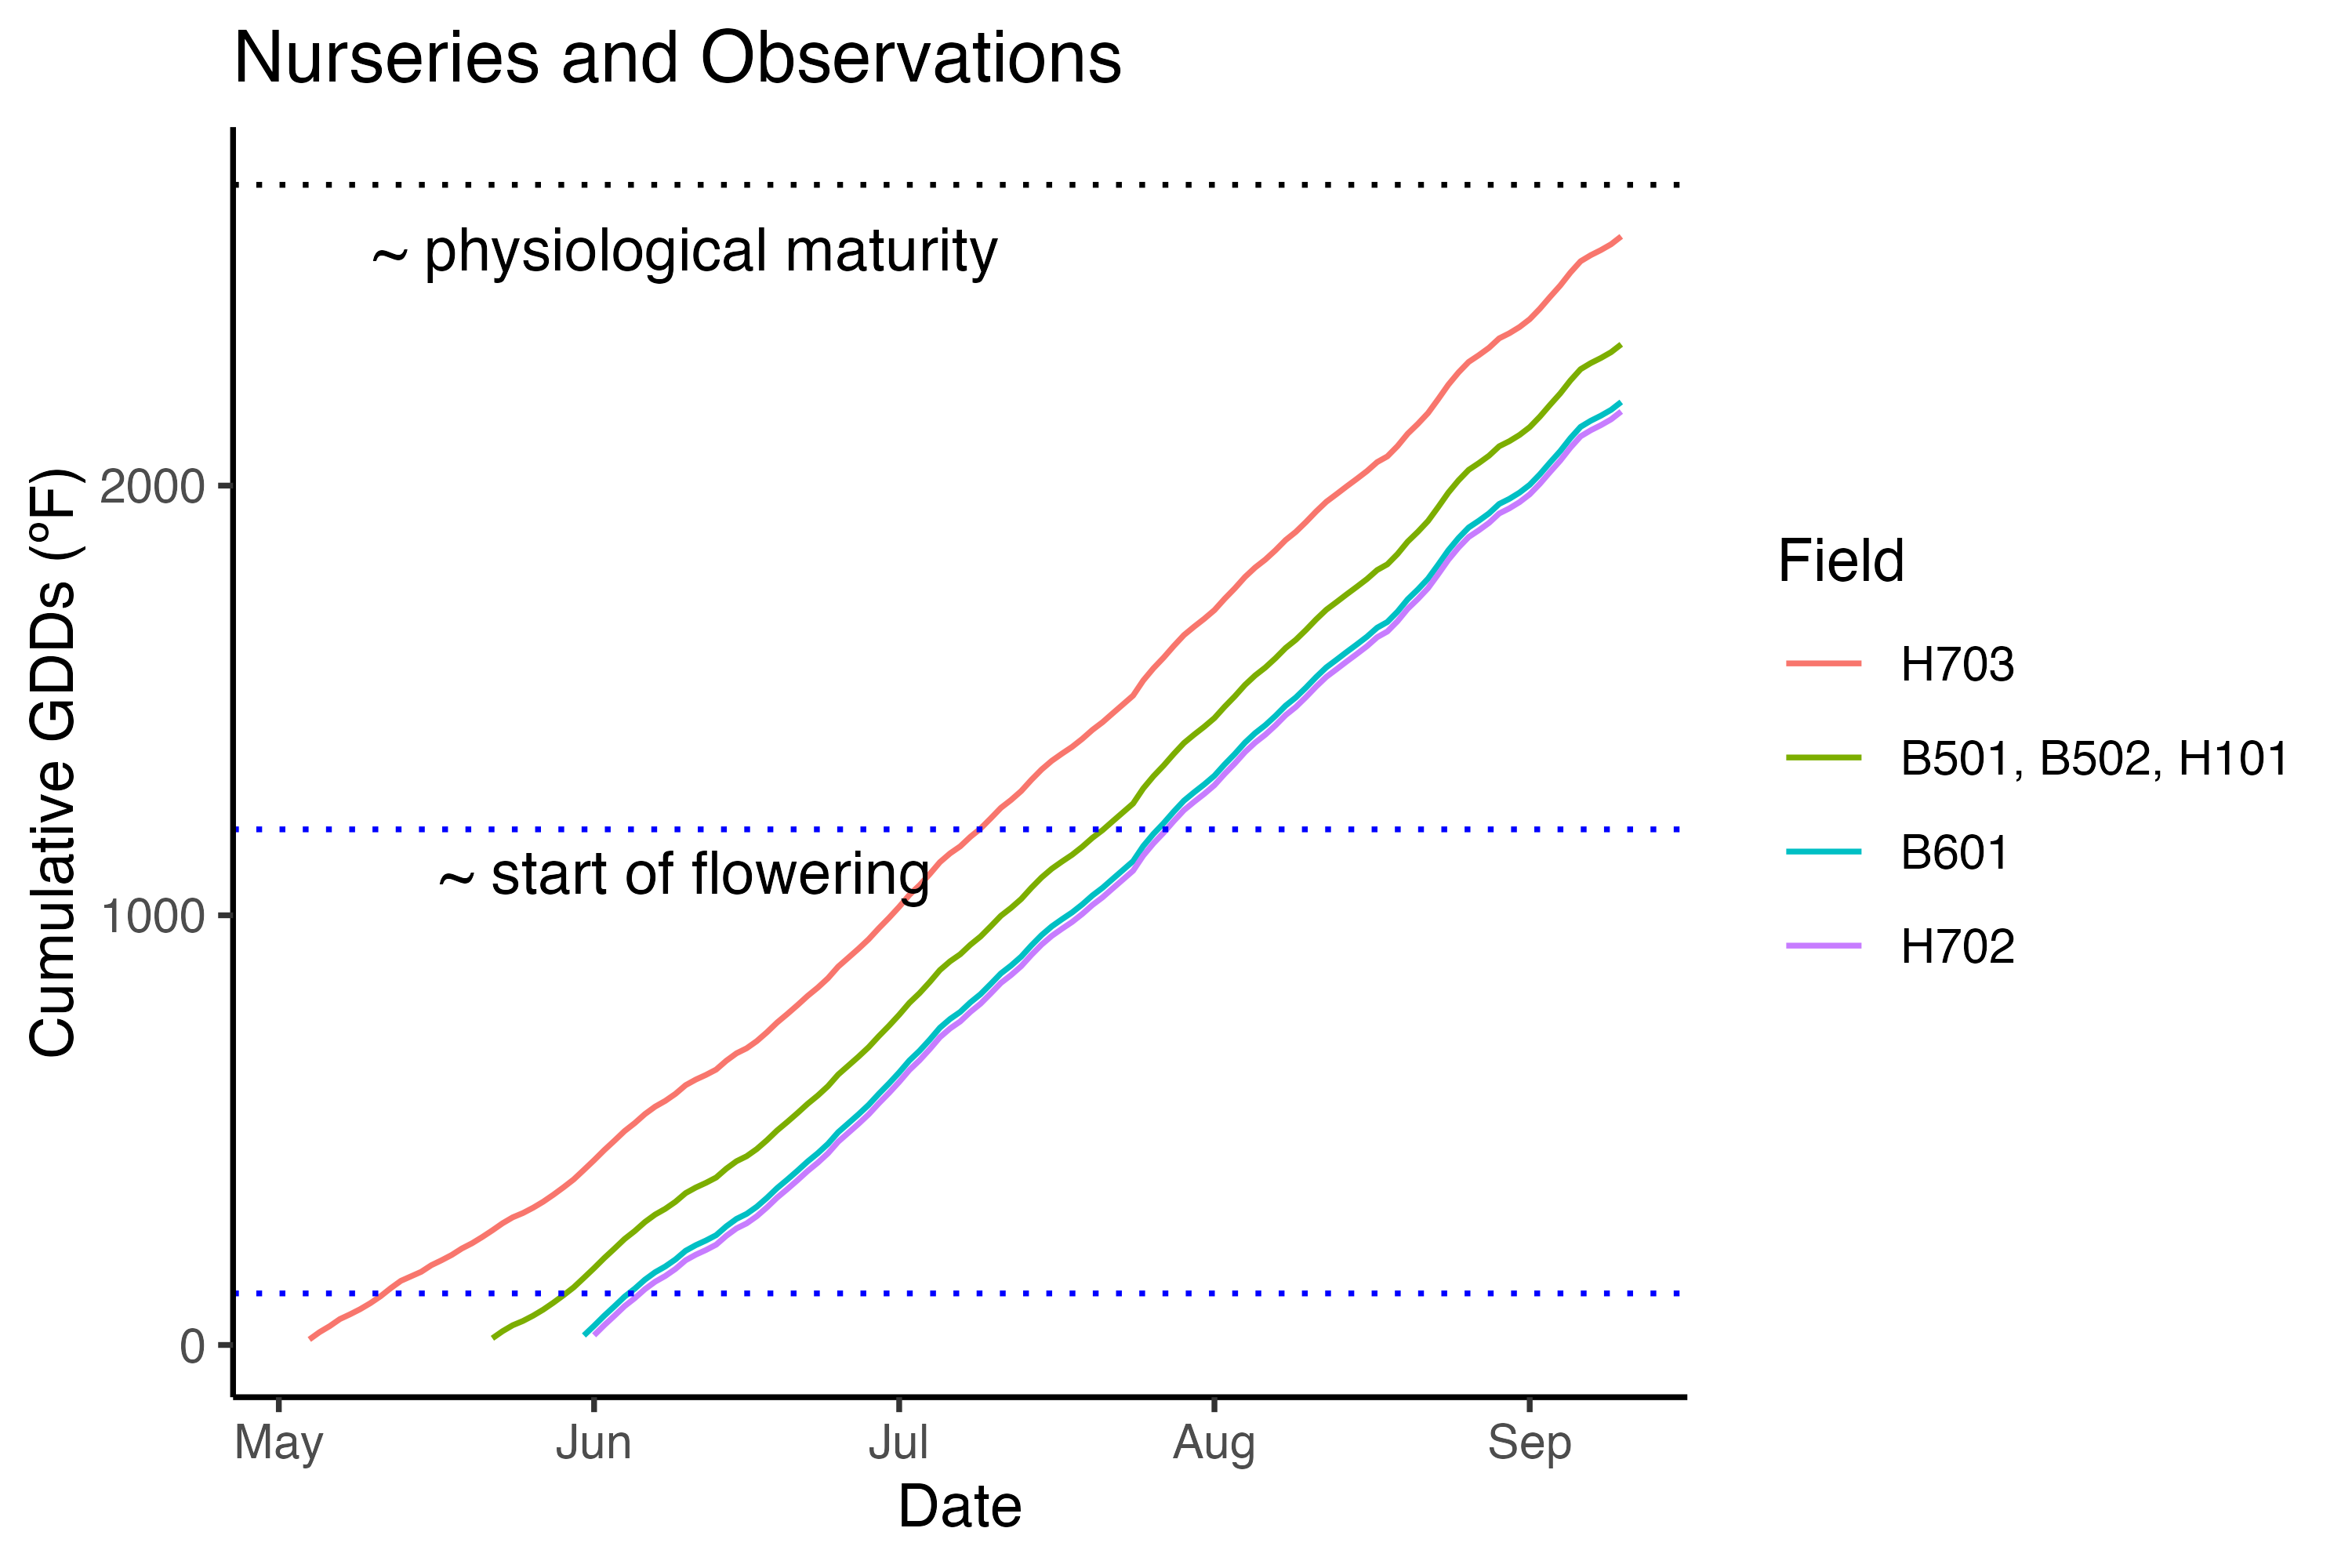 Nurseries and Observations
~ physiological maturity
~ start of flowering
Cumulative GDDs (ºF)
2000
1000
0
May Jun Jul Aug Sep
Date
Field
H703
B501, B502, H101
B601
H702